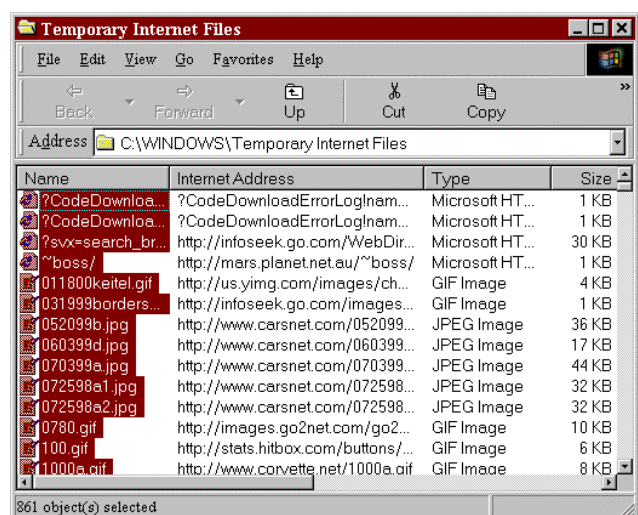 Temporary Internet Files
File Edit View Go Favorites Help
Back Forward Up Cut Copy »
Address C:\WINDOWS\Temporary Internet Files
Name Internet Address Type Size
?CodeDownloa... ?CodeDownloadErrorLog!nam... Microsoft HT... 1 KB
?CodeDownloa... ?CodeDownloadErrorLog!nam... Microsoft HT... 1 KB
?svx=search_br... http://infoseek.go.com/WebDir... Microsoft HT... 30 KB
~boss/ http://mars.planet.net.au/~boss/ Microsoft HT... 1 KB
011800keitel.gif http://us.yimg.com/images/ch... GIF Image 4 KB
031999borders... http://infoseek.go.com/images... GIF Image 1 KB
052099b.jpg http://www.carsnet.com/052099... JPEG Image 36 KB
060399d.jpg http://www.carsnet.com/060399... JPEG Image 17 KB
070399a.jpg http://www.carsnet.com/070399... JPEG Image 44 KB
072598a1.jpg http://www.carsnet.com/072598... JPEG Image 32 KB
072598a2.jpg http://www.carsnet.com/072598... JPEG Image 32 KB
0780.gif http://images.go2net.com/go2... GIF Image 10 KB
100.gif http://stats.hitbox.com/buttons/... GIF Image 6 KB
1000a.gif http://www.corvette.net/1000a.gif GIF Image 8 KB
861 object(s) selected